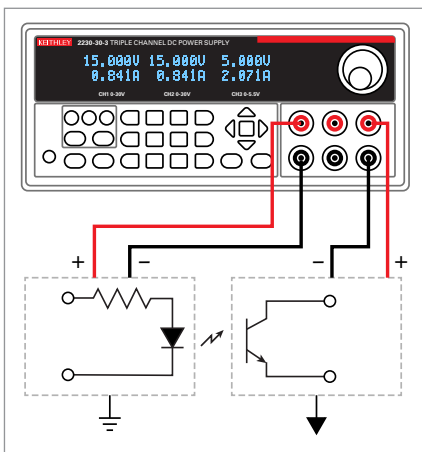 KEITHLEY 2230-30-3 TRIPLE CHANNEL DC POWER SUPPLY
15.000V 15.000V 5.000V
0.841A 0.841A 2.071A
CH1 0-30V CH2 0-30V CH3 0-5.5V
+ − − +